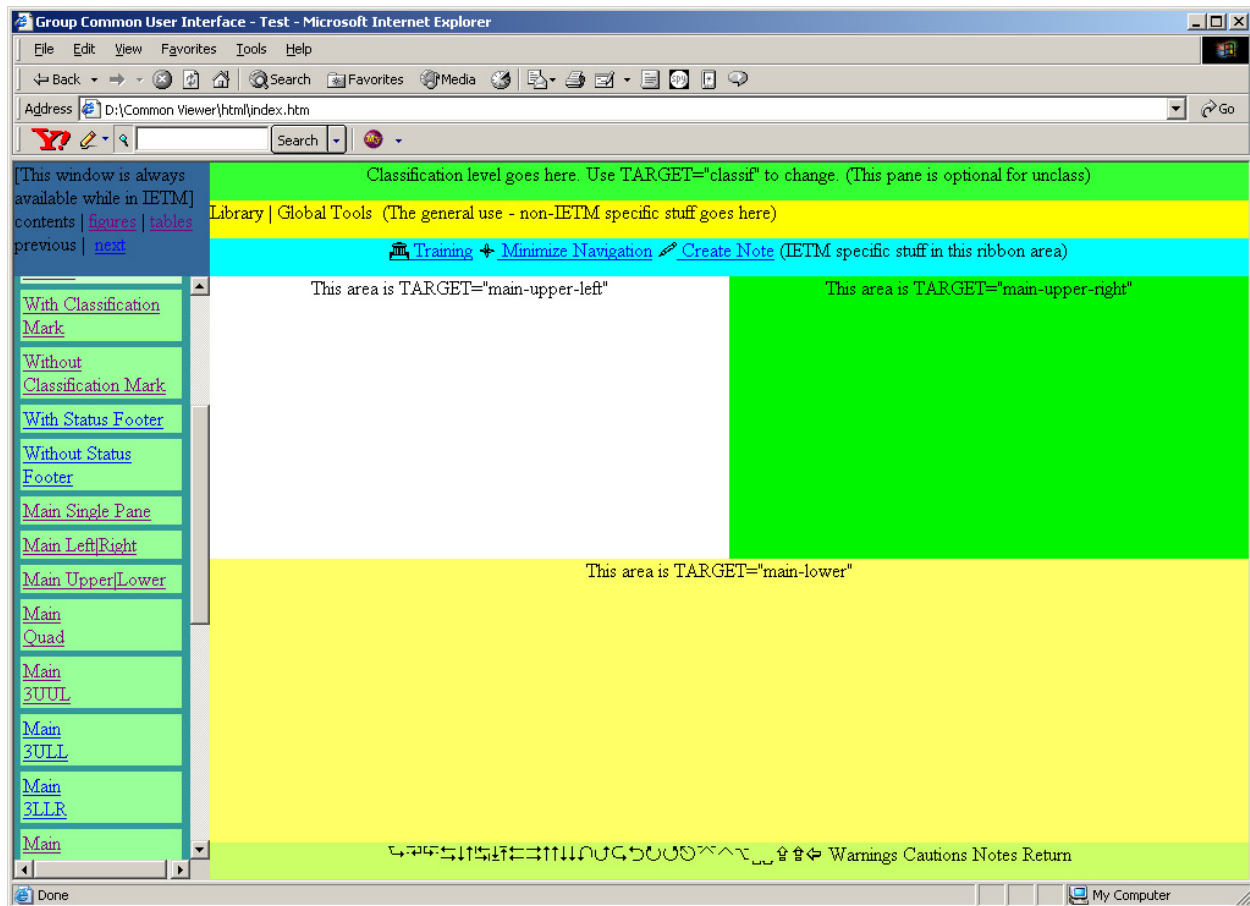 Group Common User Interface - Test - Microsoft Internet Explorer
File Edit View Favorites Tools Help
Back Search Favorites Media
Address D:\Common Viewer\html\index.htm Go
Y! Search
[This window is always
available while in IETM]
contents | figures | tables
previous | next
Classification level goes here. Use TARGET="classif" to change. (This pane is optional for unclass)
Library | Global Tools (The general use - non-IETM specific stuff goes here)
Training Minimize Navigation Create Note (IETM specific stuff in this ribbon area)
With Classification
Mark
Without
Classification Mark
With Status Footer
Without Status
Footer
Main Single Pane
Main Left|Right
Main Upper|Lower
Main
Quad
Main
3UUL
Main
3ULL
Main
3LLR
Main
This area is TARGET="main-upper-left"
This area is TARGET="main-upper-right"
This area is TARGET="main-lower"
Warnings Cautions Notes Return
Done My Computer